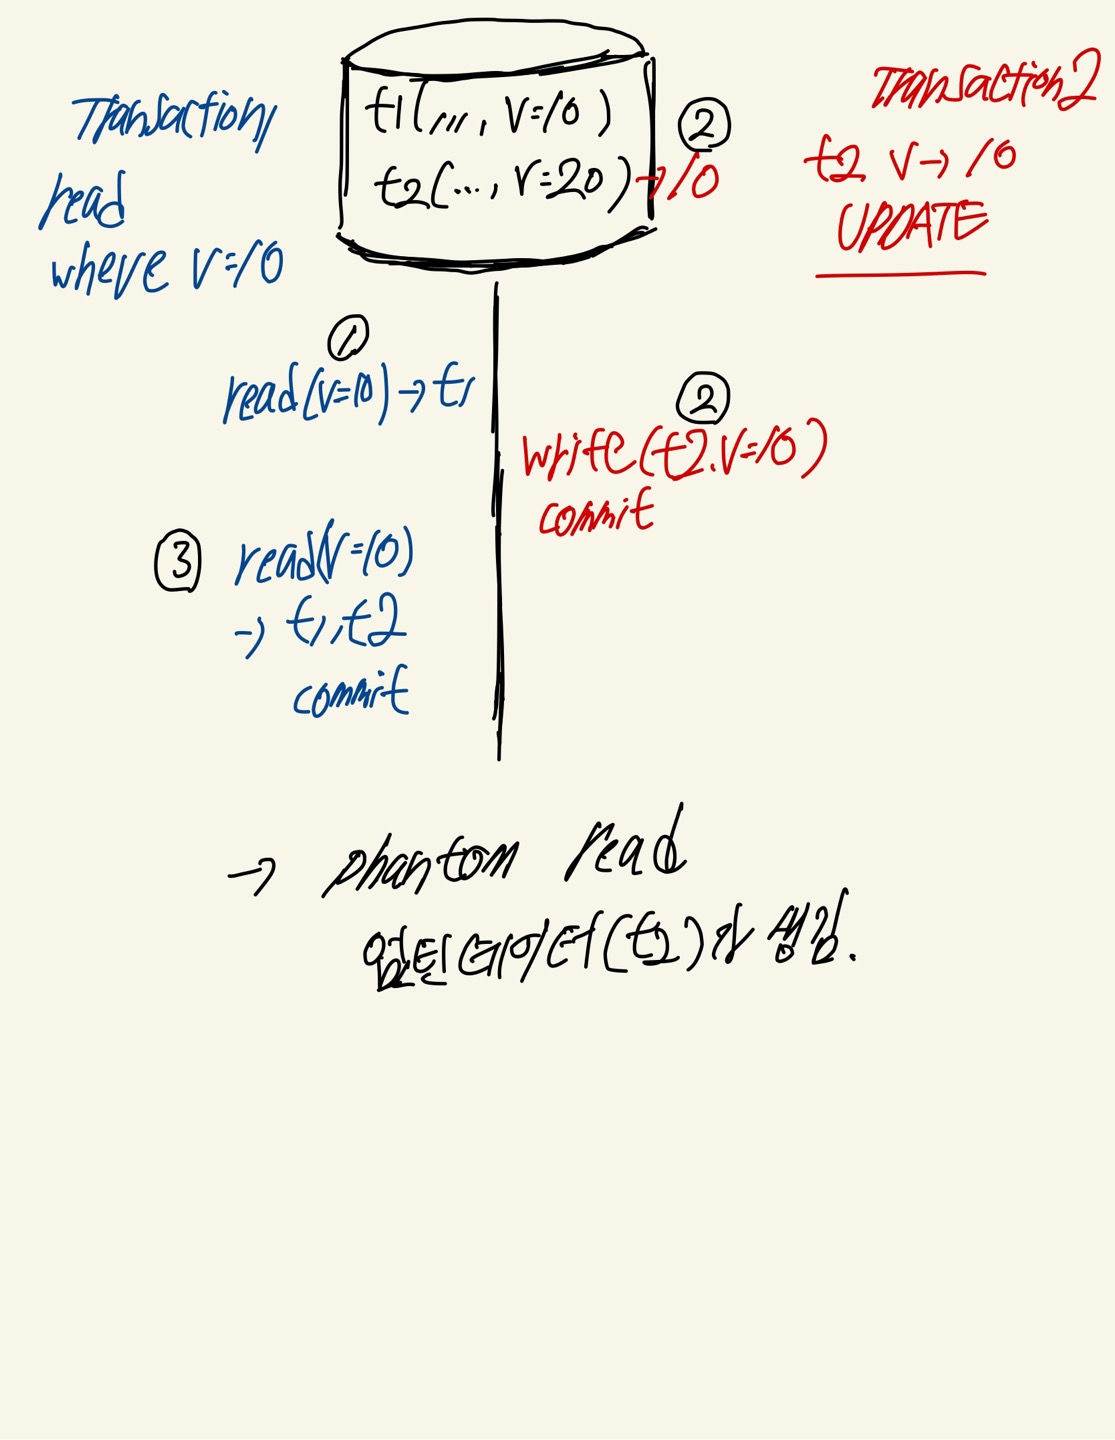 Transaction1
read
where v=10
t1(..., v=10)
t2(..., v=20) → 10
②
Transaction2
t2 v → 10
UPDATE
①
read(v=10) → t1
②
write(t2.v=10)
commit
③ read(v=10)
→ t1, t2
commit
→ phantom read
없던 데이터(t2)가 생김.